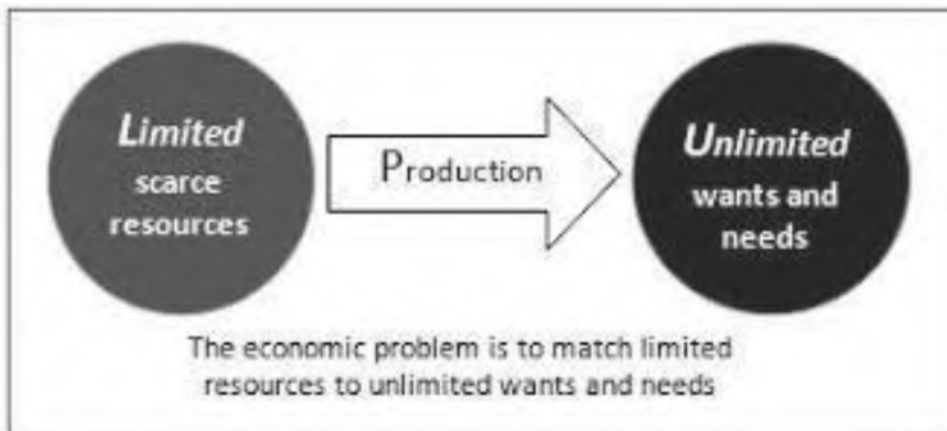 Limited
scarce
resources
Production
Unlimited
wants and
needs
The economic problem is to match limited
resources to unlimited wants and needs